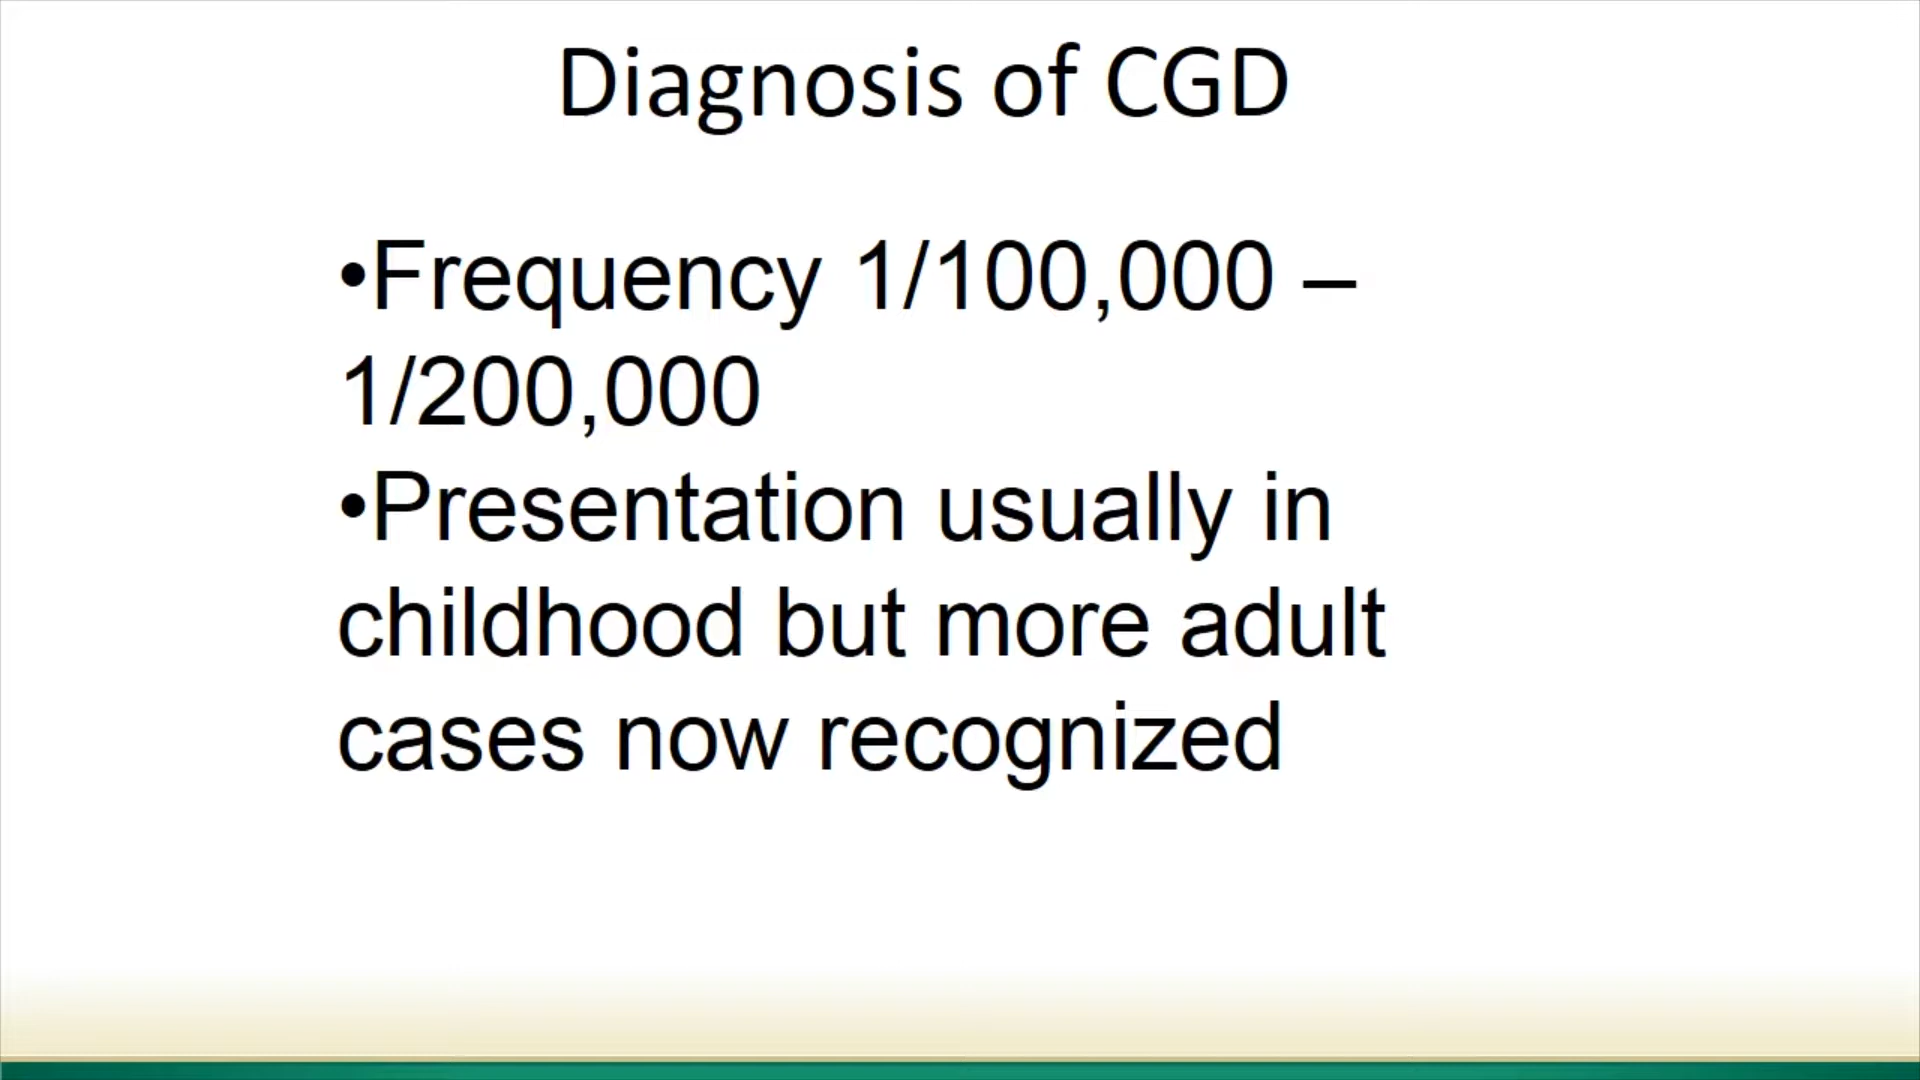 Diagnosis of CGD
•Frequency 1/100,000 –
1/200,000
•Presentation usually in
childhood but more adult
cases now recognized